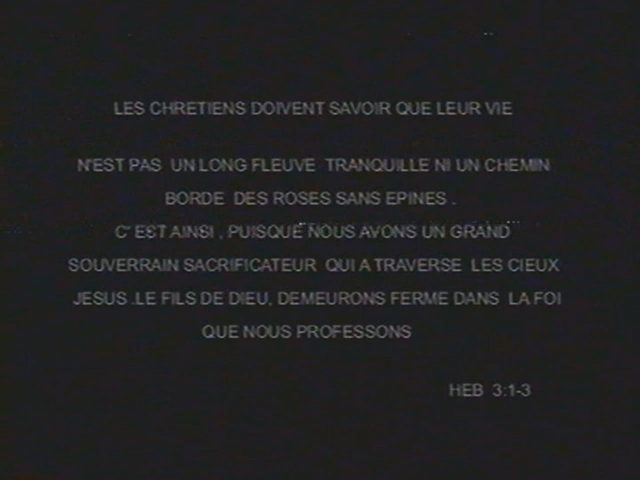 LES CHRETIENS DOIVENT SAVOIR QUE LEUR VIE
N'EST PAS UN LONG FLEUVE TRANQUILLE NI UN CHEMIN
BORDE DES ROSES SANS EPINES .
C' EST AINSI , PUISQUE NOUS AVONS UN GRAND
SOUVERRAIN SACRIFICATEUR QUI A TRAVERSE LES CIEUX
JESUS .LE FILS DE DIEU, DEMEURONS FERME DANS LA FOI
QUE NOUS PROFESSONS
HEB 3:1-3